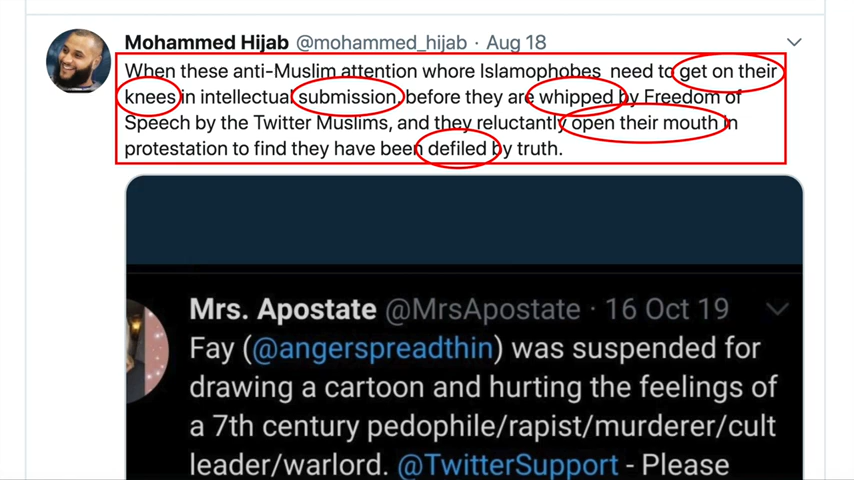 Mohammed Hijab @mohammed_hijab · Aug 18
When these anti-Muslim attention whore Islamophobes need to get on their
knees in intellectual submission, before they are whipped by Freedom of
Speech by the Twitter Muslims, and they reluctantly open their mouth in
protestation to find they have been defiled by truth.
Mrs. Apostate @MrsApostate · 16 Oct 19
Fay (@angerspreadthin) was suspended for
drawing a cartoon and hurting the feelings of
a 7th century pedophile/rapist/murderer/cult
leader/warlord. @TwitterSupport - Please